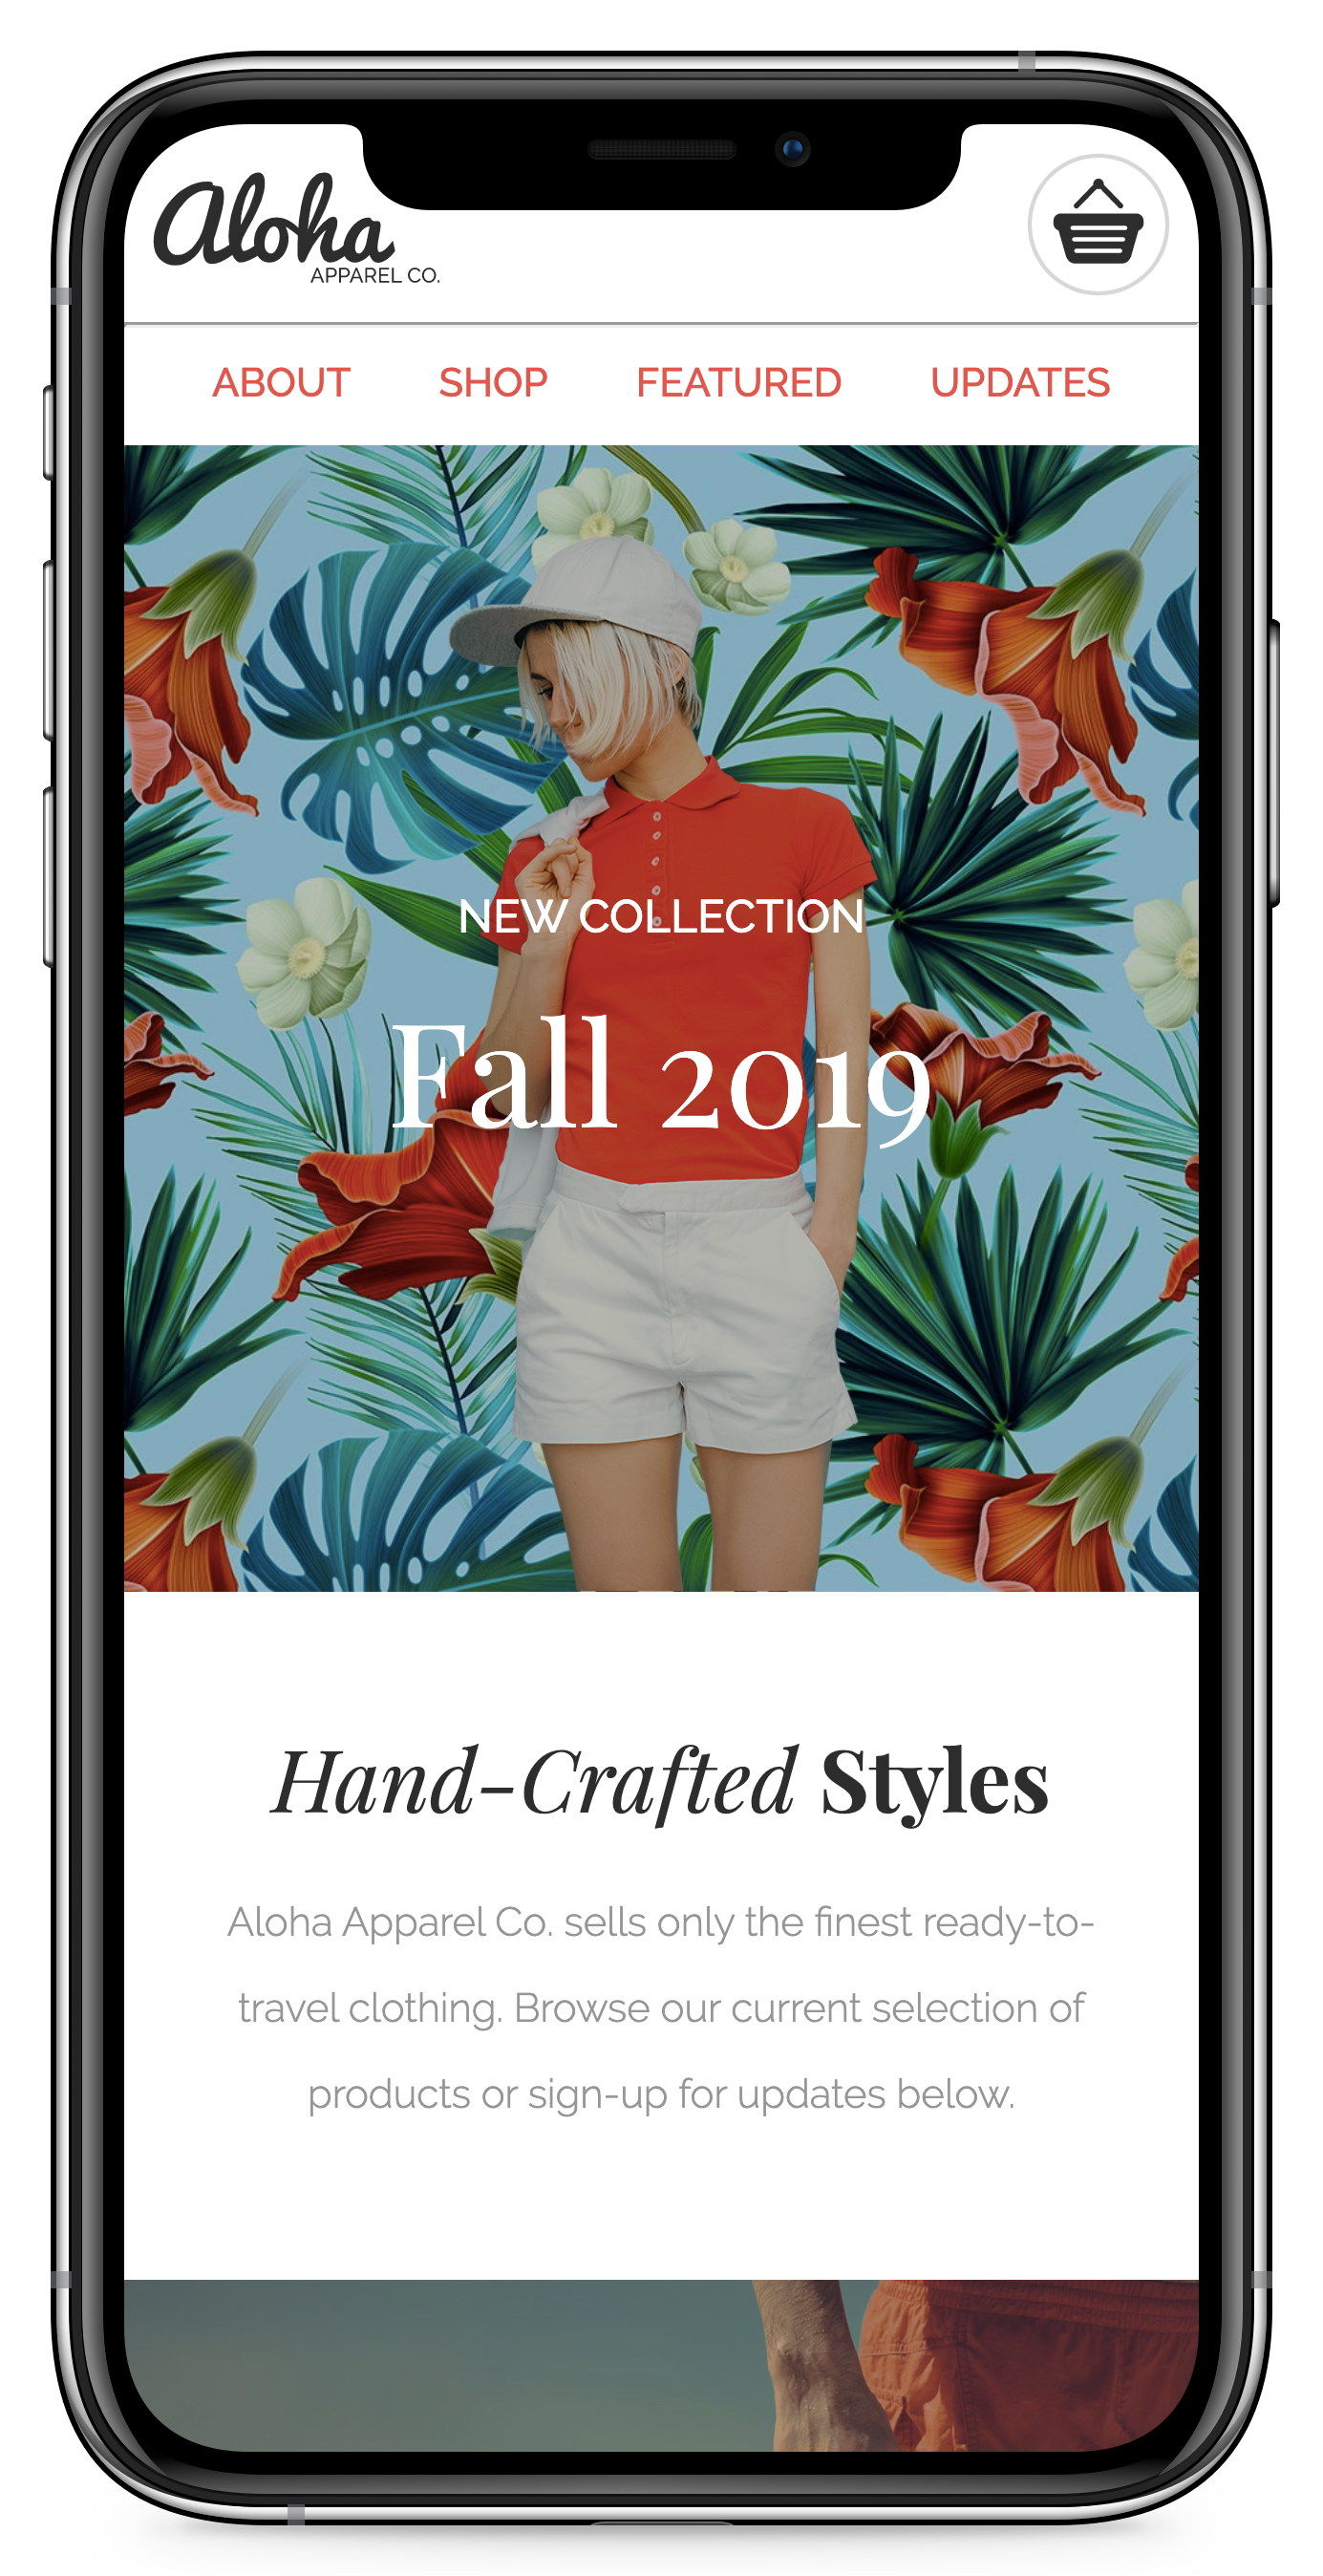 Aloha
APPAREL CO.
ABOUT SHOP FEATURED UPDATES
NEW COLLECTION
Fall 2019
Hand-Crafted Styles
Aloha Apparel Co. sells only the finest ready-to-
travel clothing. Browse our current selection of
products or sign-up for updates below.